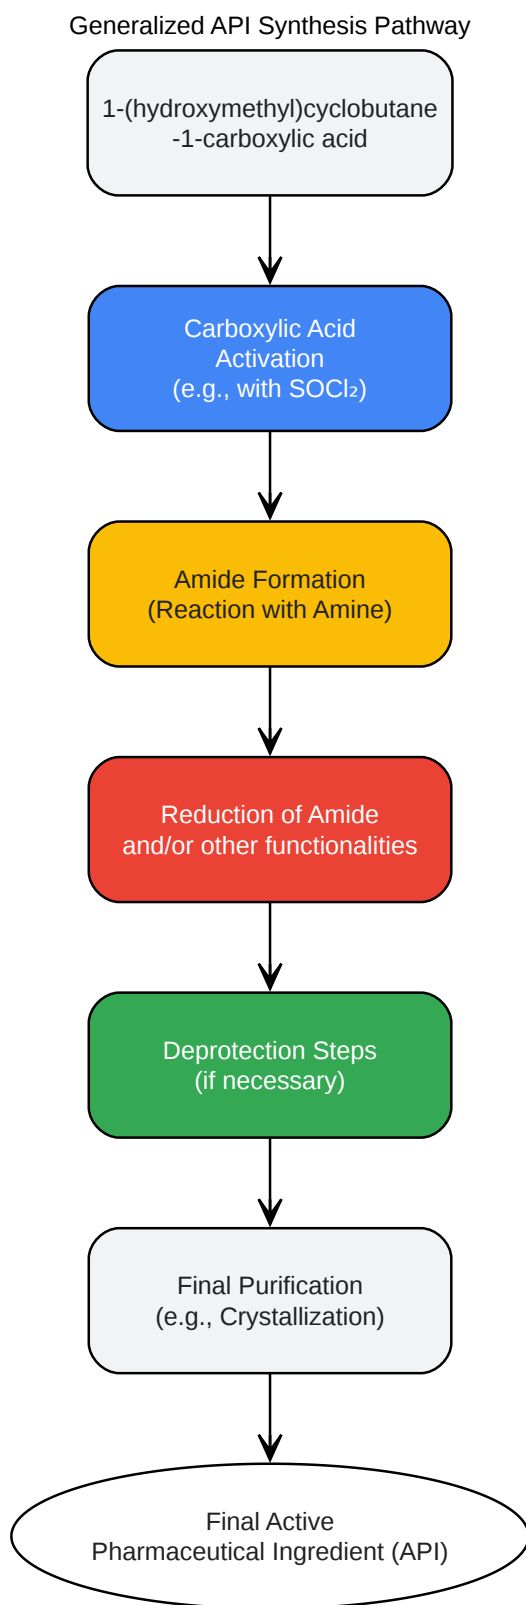 Generalized API Synthesis Pathway
1-(hydroxymethyl)cyclobutane
-1-carboxylic acid
Carboxylic Acid
Activation
(e.g., with SOCl₂)
Amide Formation
(Reaction with Amine)
Reduction of Amide
and/or other functionalities
Deprotection Steps
(if necessary)
Final Purification
(e.g., Crystallization)
Final Active
Pharmaceutical Ingredient (API)